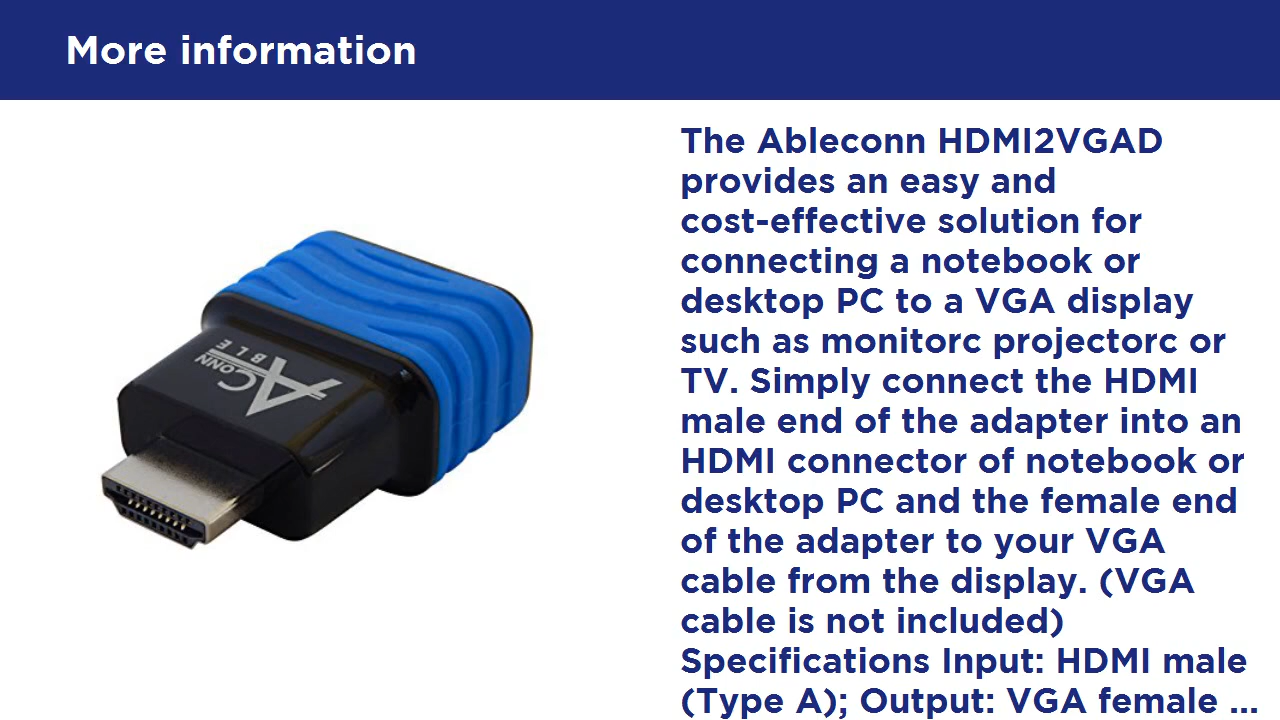 More information
The Ableconn HDMI2VGAD
provides an easy and
cost-effective solution for
connecting a notebook or
desktop PC to a VGA display
such as monitorc projectorc or
TV. Simply connect the HDMI
male end of the adapter into an
HDMI connector of notebook or
desktop PC and the female end
of the adapter to your VGA
cable from the display. (VGA
cable is not included)
Specifications Input: HDMI male
(Type A); Output: VGA female ...
ACONN
ABLE